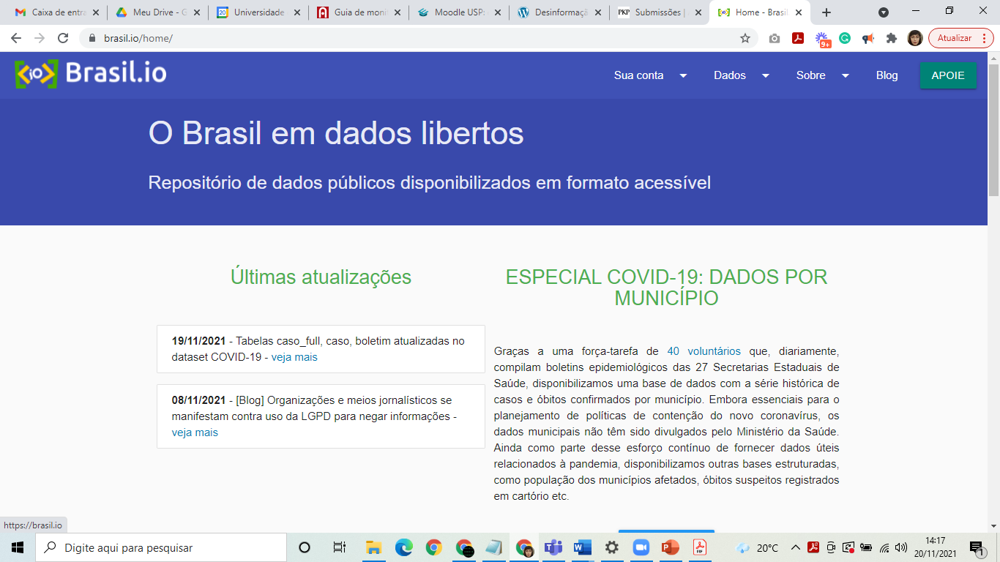 Caixa de entra
Meu Drive - G
20
Universidade
Guia de moni
Moodle USP:
Desinformaçã
PKP
Submissões |
Home - Brasil
brasil.io/home/
9+
Atualizar
<io> Brasil.io
Sua conta
Dados
Sobre
Blog
APOIE
O Brasil em dados libertos
Repositório de dados públicos disponibilizados em formato acessível
Últimas atualizações
19/11/2021 - Tabelas caso_full, caso, boletim atualizadas no
dataset COVID-19 - veja mais
08/11/2021 - [Blog] Organizações e meios jornalísticos se
manifestam contra uso da LGPD para negar informações -
veja mais
ESPECIAL COVID-19: DADOS POR
MUNICÍPIO
Graças a uma força-tarefa de 40 voluntários que, diariamente,
compilam boletins epidemiológicos das 27 Secretarias Estaduais de
Saúde, disponibilizamos uma base de dados com a série histórica de
casos e óbitos confirmados por município. Embora essenciais para o
planejamento de políticas de contenção do novo coronavírus, os
dados municipais não têm sido divulgados pelo Ministério da Saúde.
Ainda como parte desse esforço contínuo de fornecer dados úteis
relacionados à pandemia, disponibilizamos outras bases estruturadas,
como população dos municípios afetados, óbitos suspeitos registrados
em cartório etc.
https://brasil.io
Digite aqui para pesquisar
20°C
14:17
20/11/2021
1